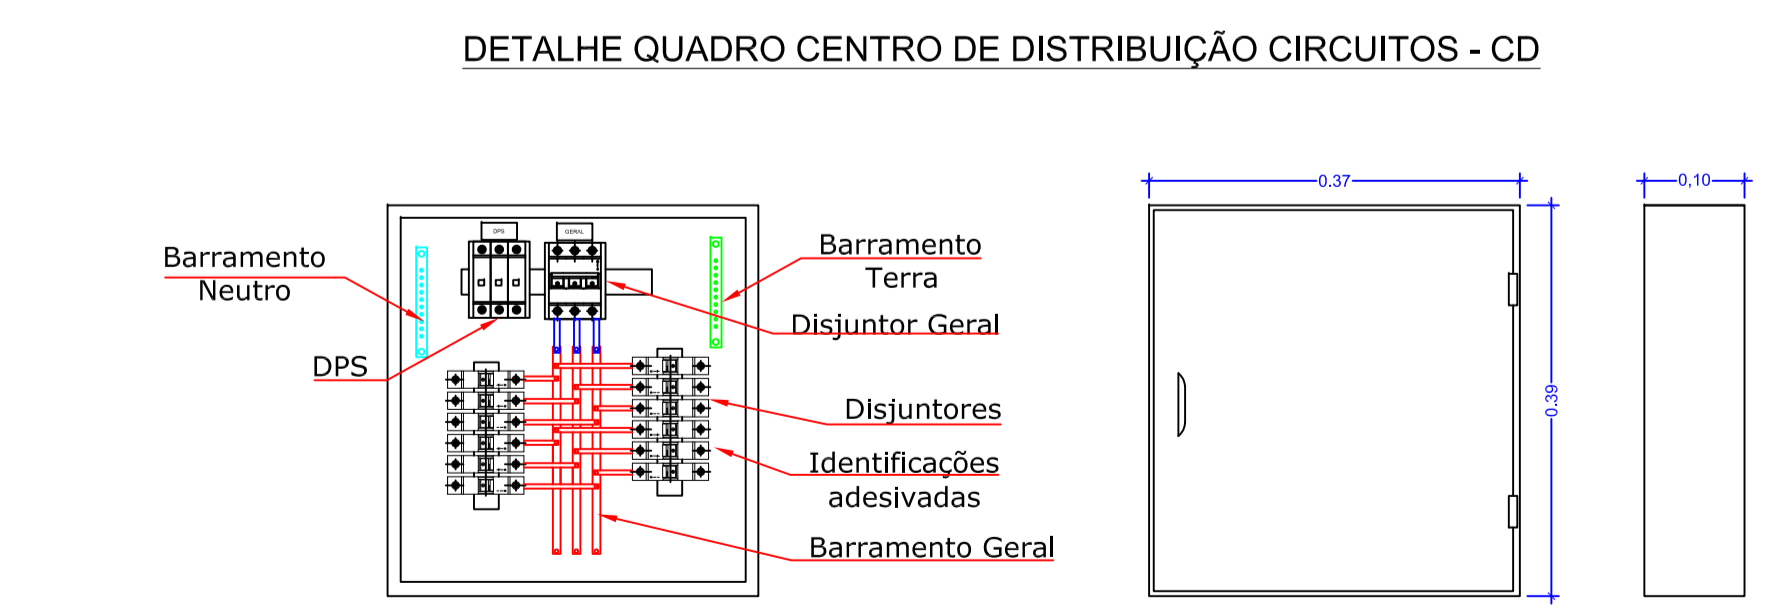 DETALHE QUADRO CENTRO DE DISTRIBUIÇÃO CIRCUITOS - CD
0.37
0,10
DPS
GERAL
Barramento
Neutro
Barramento
Terra
Disjuntor Geral
DPS
0.39
Disjuntores
Identificações
adesivadas
Barramento Geral